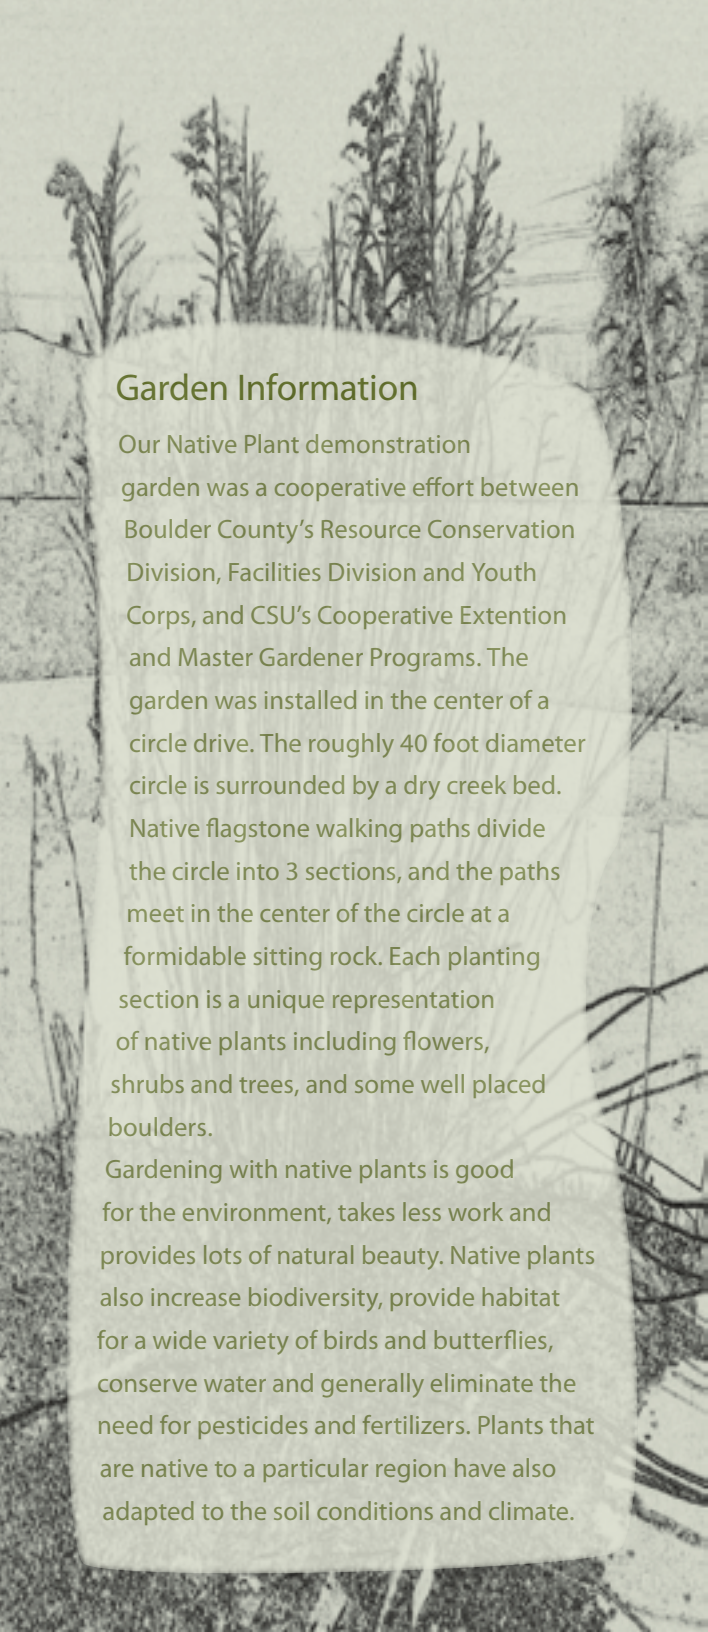 Garden Information
Our Native Plant demonstration
garden was a cooperative effort between
Boulder County’s Resource Conservation
Division, Facilities Division and Youth
Corps, and CSU’s Cooperative Extention
and Master Gardener Programs. The
garden was installed in the center of a
circle drive. The roughly 40 foot diameter
circle is surrounded by a dry creek bed.
Native flagstone walking paths divide
the circle into 3 sections, and the paths
meet in the center of the circle at a
formidable sitting rock. Each planting
section is a unique representation
of native plants including flowers,
shrubs and trees, and some well placed
boulders.
Gardening with native plants is good
for the environment, takes less work and
provides lots of natural beauty. Native plants
also increase biodiversity, provide habitat
for a wide variety of birds and butterflies,
conserve water and generally eliminate the
need for pesticides and fertilizers. Plants that
are native to a particular region have also
adapted to the soil conditions and climate.